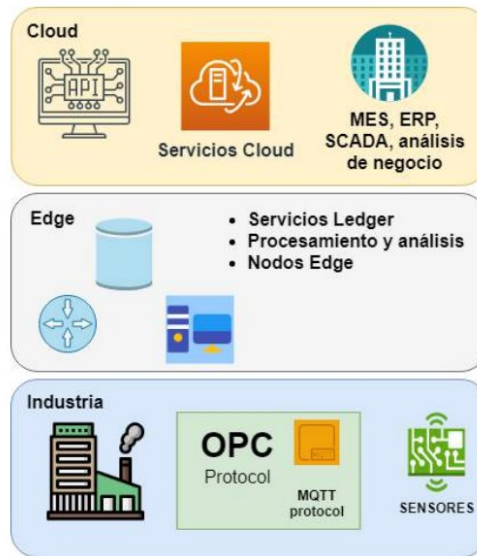 Cloud
API
Servicios Cloud
MES, ERP,
SCADA, análisis
de negocio
Edge
• Servicios Ledger
• Procesamiento y análisis
• Nodos Edge
Industria
OPC
Protocol
MQTT
protocol
SENSORES